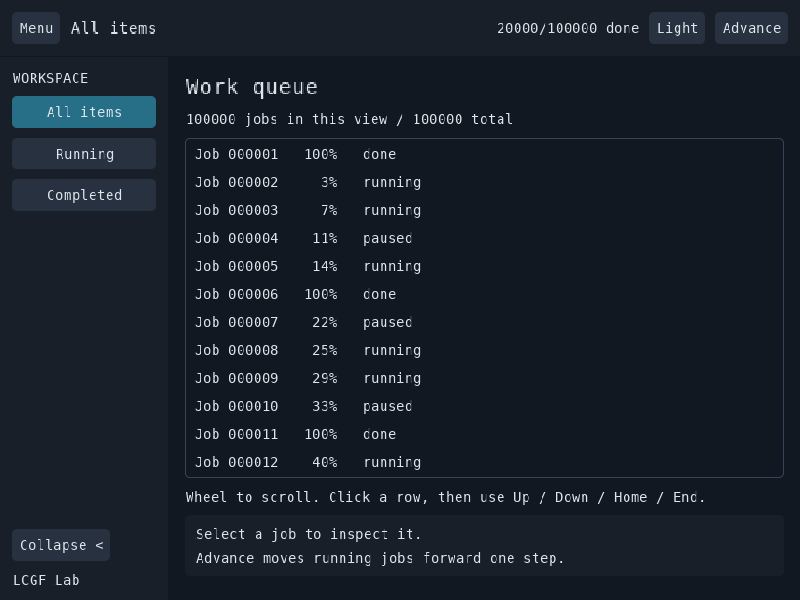 Menu All items 20000/100000 done Light Advance
WORKSPACE
All items
Running
Completed
Collapse <
LCGF Lab
Work queue
100000 jobs in this view / 100000 total
Job 000001 100% done
Job 000002 3% running
Job 000003 7% running
Job 000004 11% paused
Job 000005 14% running
Job 000006 100% done
Job 000007 22% paused
Job 000008 25% running
Job 000009 29% running
Job 000010 33% paused
Job 000011 100% done
Job 000012 40% running
Wheel to scroll. Click a row, then use Up / Down / Home / End.
Select a job to inspect it.
Advance moves running jobs forward one step.